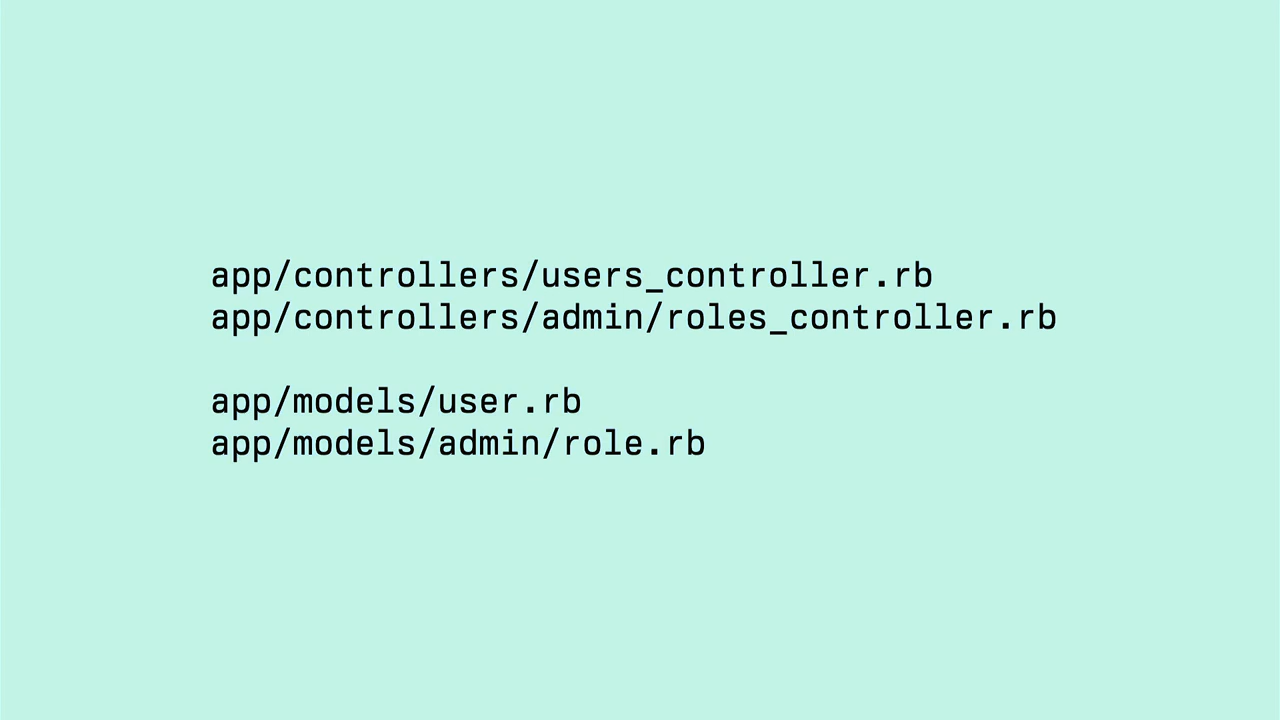 app/controllers/users_controller.rb
app/controllers/admin/roles_controller.rb
app/models/user.rb
app/models/admin/role.rb